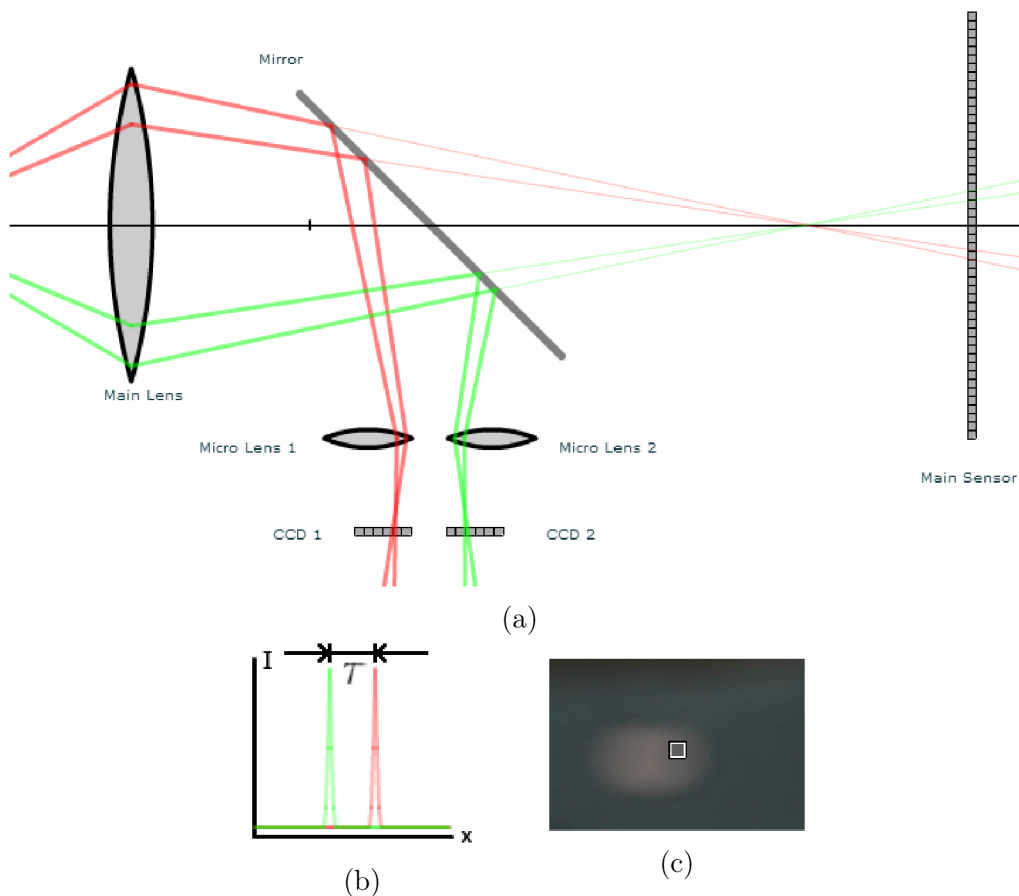 Mirror
Main Lens
Micro Lens 1
Micro Lens 2
Main Sensor
CCD 1
CCD 2
(a)
I
τ
x
(b)
(c)